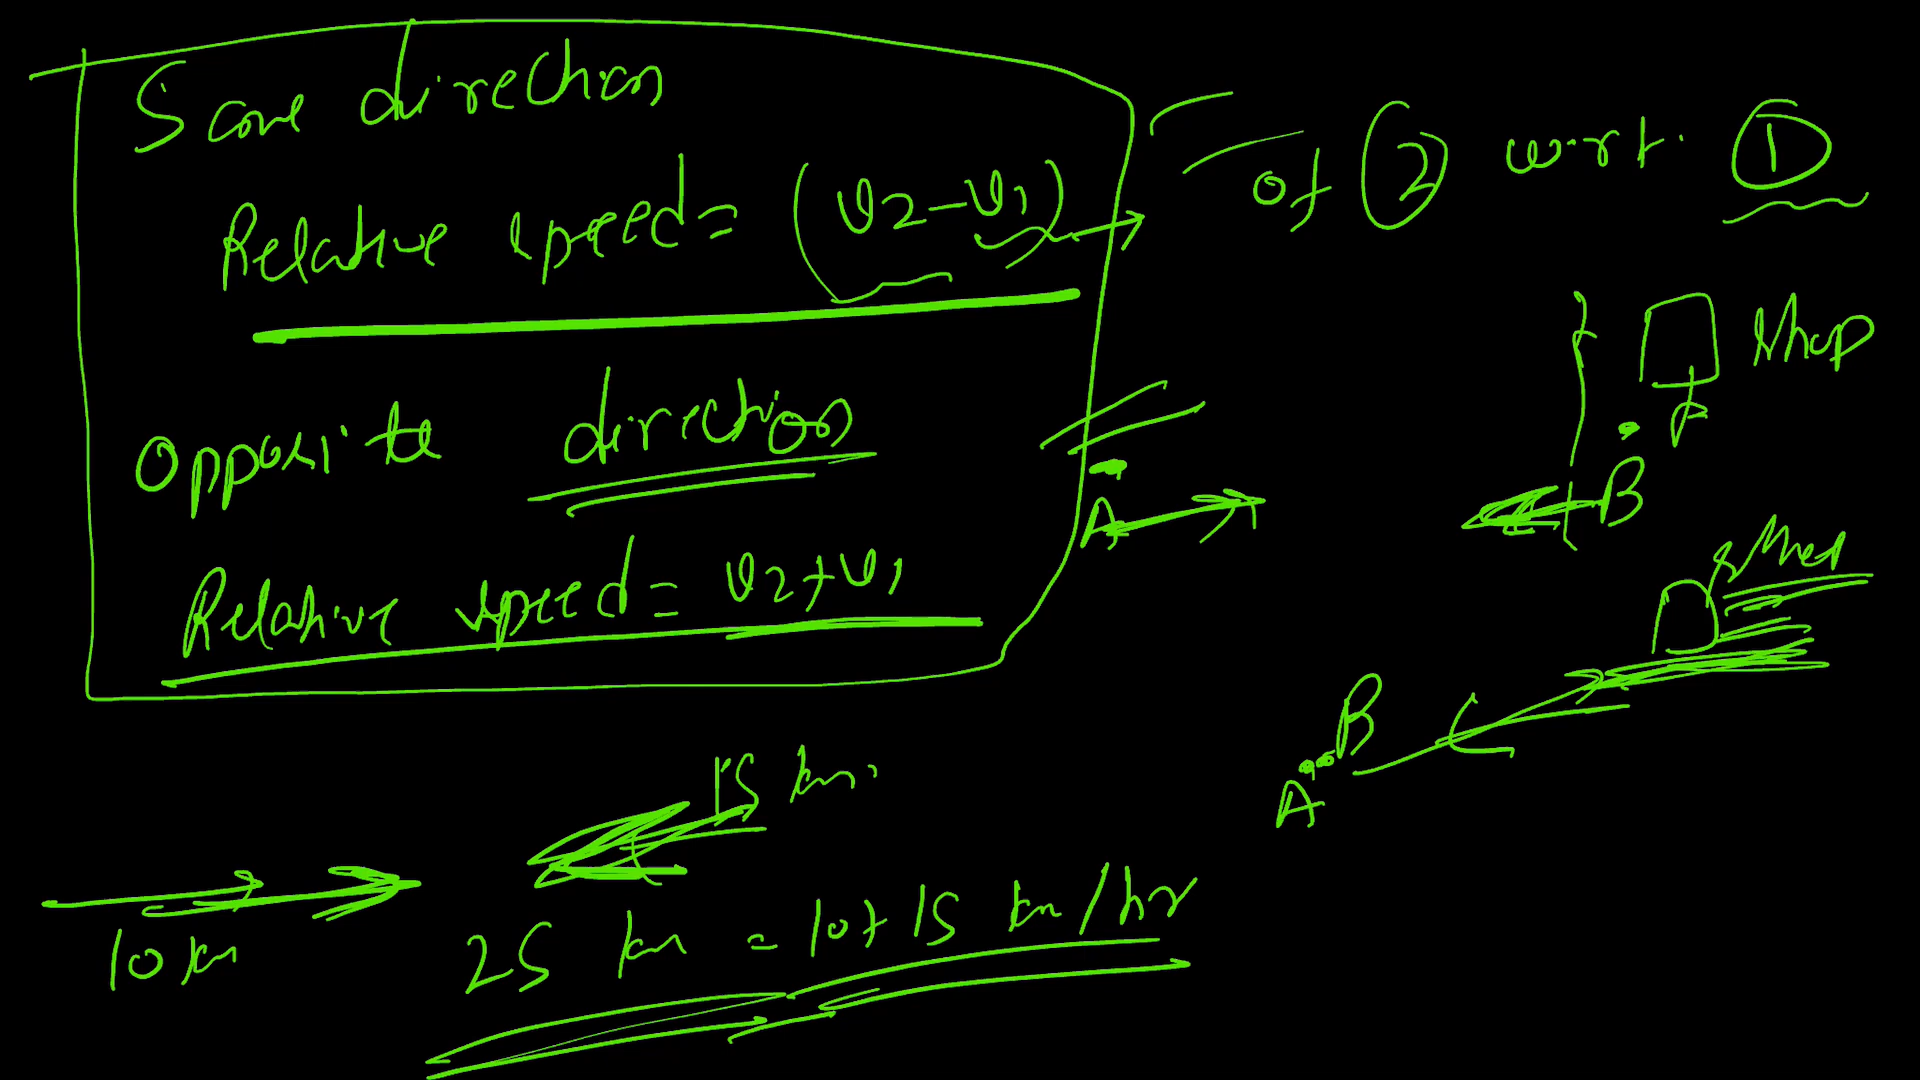 Same direction
Relative speed = (v2-v1) → of ② w.r.t. ①
Shop
Opposite direction
A B
Relative speed = v2+v1
B
A
15 km.
10 km
25 km = 10+15 km/hr